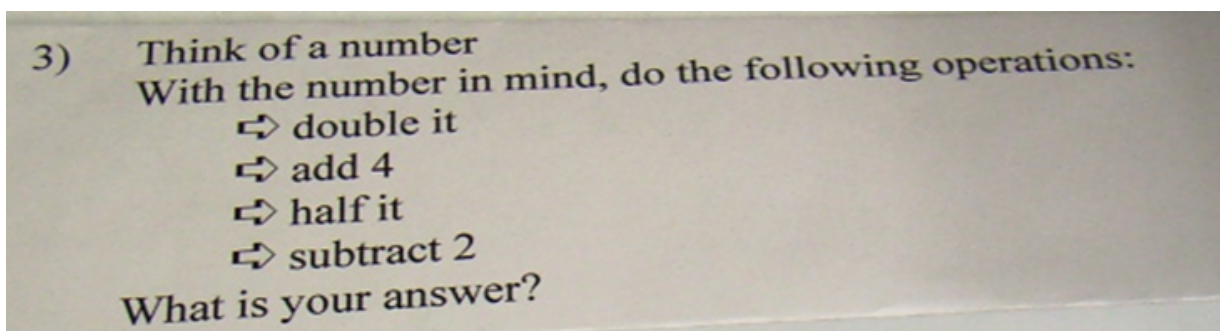 3) Think of a number
With the number in mind, do the following operations:
➪ double it
➪ add 4
➪ half it
➪ subtract 2
What is your answer?